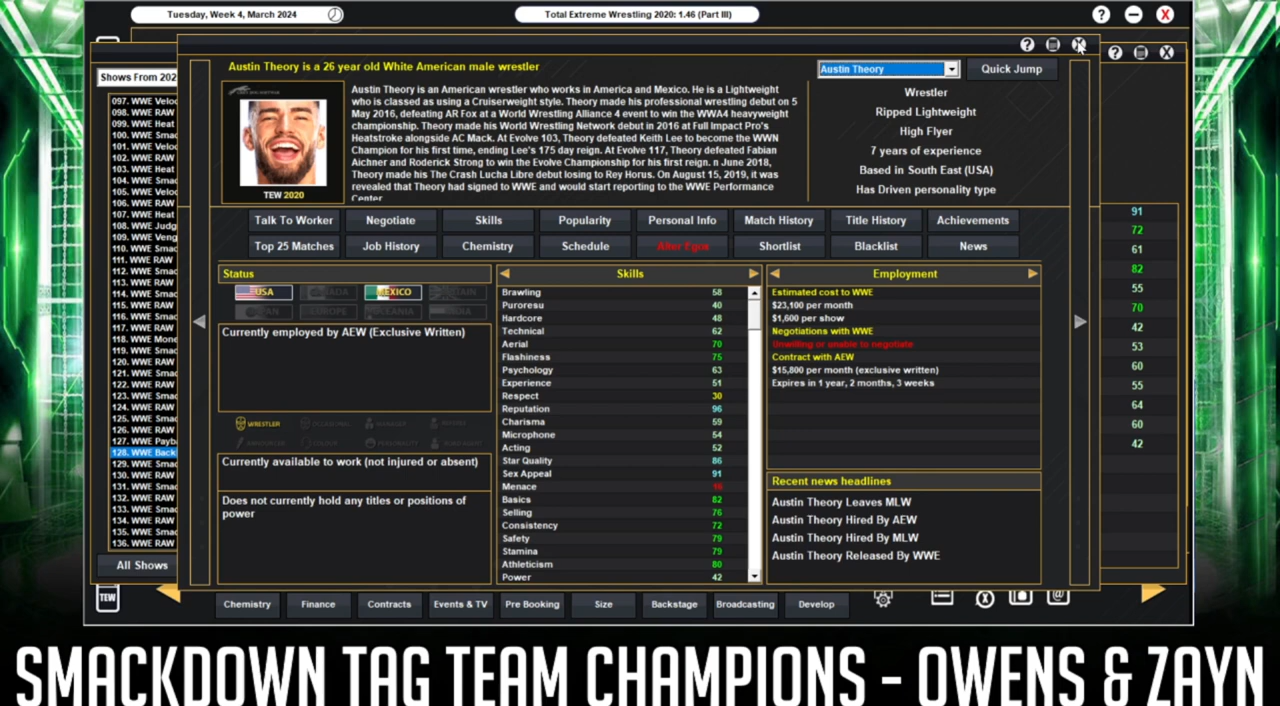 Tuesday, Week 4, March 2024
Total Extreme Wrestling 2020: 1.46 (Part III)
Austin Theory is a 26 year old White American male wrestler
Austin Theory
Quick Jump
Austin Theory is an American wrestler who works in America and Mexico. He is a Lightweight
who is classed as using a Cruiserweight style. Theory made his professional wrestling debut on 5
May 2016, defeating AR Fox at a World Wrestling Alliance 4 event to win the WWA4 heavyweight
championship. Theory made his World Wrestling Network debut in 2016 at Full Impact Pro's
Heatstroke alongside AC Mack. At Evolve 103, Theory defeated Keith Lee to become the WWN
Champion for his first time, ending Lee's 175 day reign. At Evolve 117, Theory defeated Fabian
Aichner and Roderick Strong to win the Evolve Championship for his first reign. n June 2018,
Theory made his The Crash Lucha Libre debut losing to Rey Horus. On August 15, 2019, it was
revealed that Theory had signed to WWE and would start reporting to the WWE Performance
Center.
TEW 2020
Wrestler
Ripped Lightweight
High Flyer
7 years of experience
Based in South East (USA)
Has Driven personality type
Talk To Worker
Negotiate
Skills
Popularity
Personal Info
Match History
Title History
Achievements
Top 25 Matches
Job History
Chemistry
Schedule
Alter Egos
Shortlist
Blacklist
News
Shows From 202
097. WWE Veloc
098. WWE RAW
099. WWE Heat
100. WWE Smac
101. WWE Veloc
102. WWE RAW
103. WWE Heat
104. WWE Smac
105. WWE Veloc
106. WWE RAW
107. WWE Heat
108. WWE Judg
109. WWE Veng
110. WWE Smac
111. WWE RAW
112. WWE Smac
113. WWE RAW
114. WWE Smac
115. WWE RAW
116. WWE Smac
117. WWE RAW
118. WWE Mone
119. WWE Smac
120. WWE RAW
121. WWE Smac
122. WWE RAW
123. WWE Smac
124. WWE RAW
125. WWE Smac
126. WWE RAW
127. WWE Payb
128. WWE Back
129. WWE Smac
130. WWE RAW
131. WWE Smac
132. WWE RAW
133. WWE Smac
134. WWE RAW
135. WWE Smac
136. WWE RAW
All Shows
Status
USA
CANADA
MEXICO
Currently employed by AEW (Exclusive Written)
WRESTLER
Currently available to work (not injured or absent)
Does not currently hold any titles or positions of
power
Skills
Brawling 58
Puroresu 40
Hardcore 48
Technical 62
Aerial 70
Flashiness 75
Psychology 63
Experience 51
Respect 30
Reputation 96
Charisma 59
Microphone 54
Acting 52
Star Quality 86
Sex Appeal 91
Menace
Basics 82
Selling 76
Consistency 72
Safety 79
Stamina 79
Athleticism 80
Power 42
Employment
Estimated cost to WWE
$23,100 per month
$1,600 per show
Negotiations with WWE
Unwilling or unable to negotiate
Contract with AEW
$15,800 per month (exclusive written)
Expires in 1 year, 2 months, 3 weeks
Recent news headlines
Austin Theory Leaves MLW
Austin Theory Hired By AEW
Austin Theory Hired By MLW
Austin Theory Released By WWE
91
72
61
82
55
70
42
53
60
55
64
60
42
TEW
Chemistry
Finance
Contracts
Events & TV
Pre Booking
Size
Backstage
Broadcasting
Develop
SMACKDOWN TAG TEAM CHAMPIONS - OWENS & ZAYN